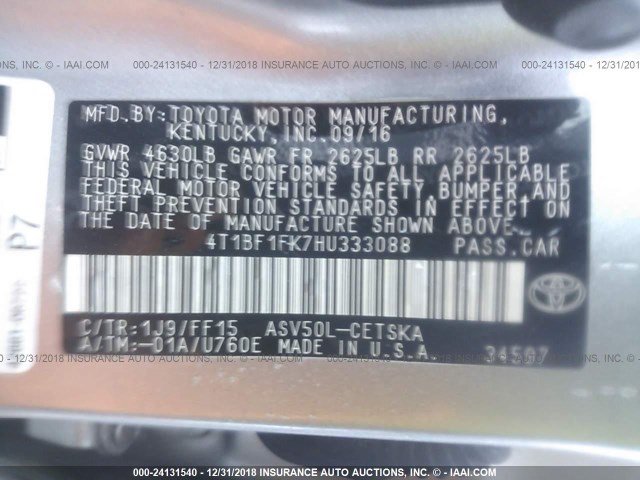 000-24131540 - 12/31/2018 INSURANCE AUTO AUCTIONS, INC. - © IAAI.COM
MFD.BY: TOYOTA MOTOR MANUFACTURING,
KENTUCKY, INC. 09/16
GVWR 4630LB GAWR FR 2625LB RR 2625LB
THIS VEHICLE CONFORMS TO ALL APPLICABLE
FEDERAL MOTOR VEHICLE SAFETY, BUMPER, AND
THEFT PREVENTION STANDARDS IN EFFECT ON
THE DATE OF MANUFACTURE SHOWN ABOVE.
4T1BF1FK7HU333088 PASS.CAR
P7
C/TR:1J9/FF15 ASV50L-CETSKA
A/TM:-01A/U760E MADE IN U.S.A. 34507
000-24131540 - 12/31/2018 INSURANCE AUTO AUCTIONS, INC. - © IAAI.COM